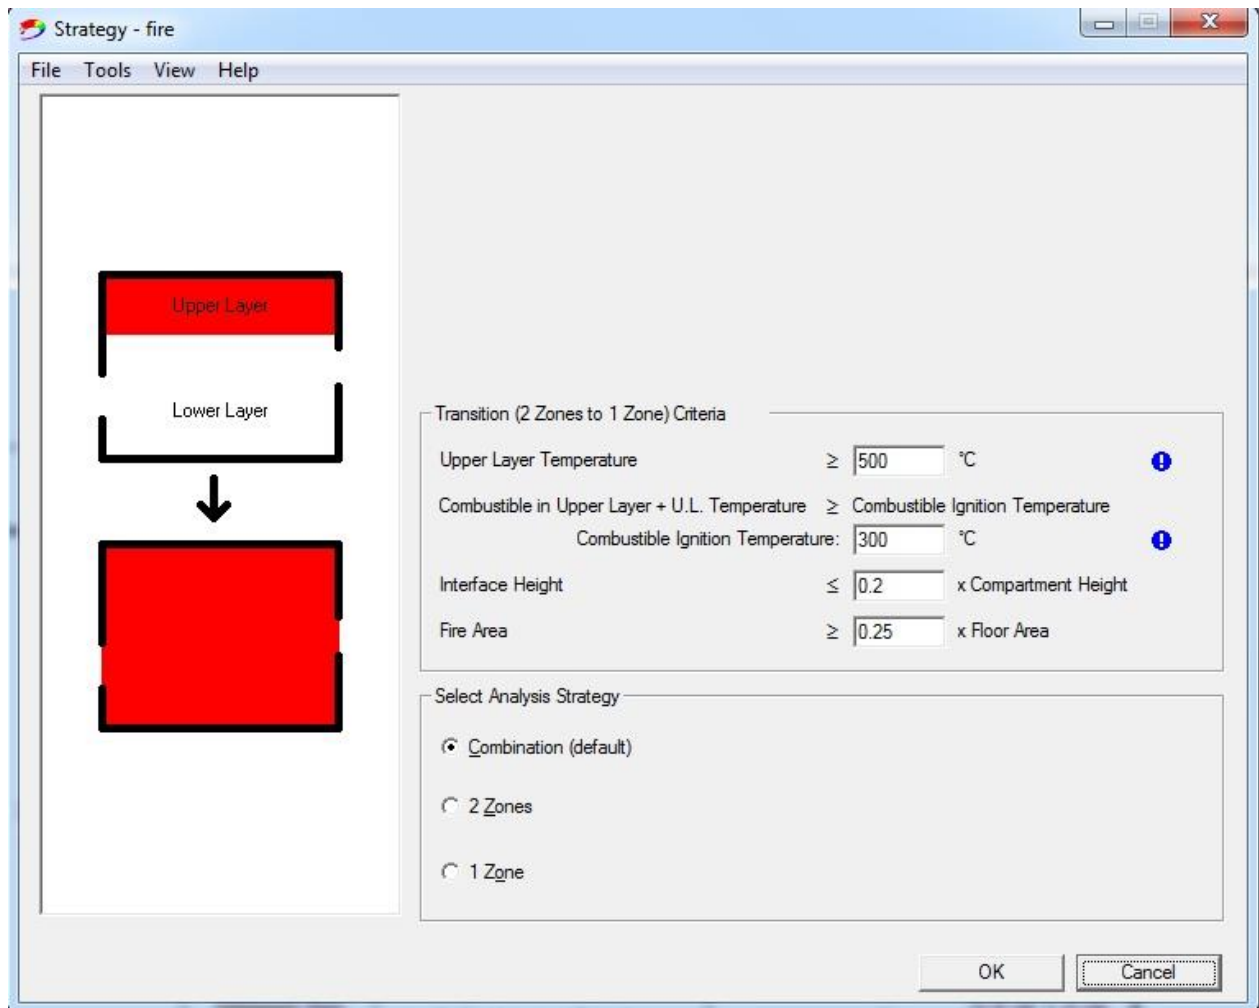 Strategy - fire
File Tools View Help
Upper Layer
Lower Layer
Transition (2 Zones to 1 Zone) Criteria
Upper Layer Temperature ≥ 500 °C
Combustible in Upper Layer + U.L. Temperature ≥ Combustible Ignition Temperature
Combustible Ignition Temperature: 300 °C
Interface Height ≤ 0.2 x Compartment Height
Fire Area ≥ 0.25 x Floor Area
Select Analysis Strategy
Combination (default)
2 Zones
1 Zone
OK Cancel